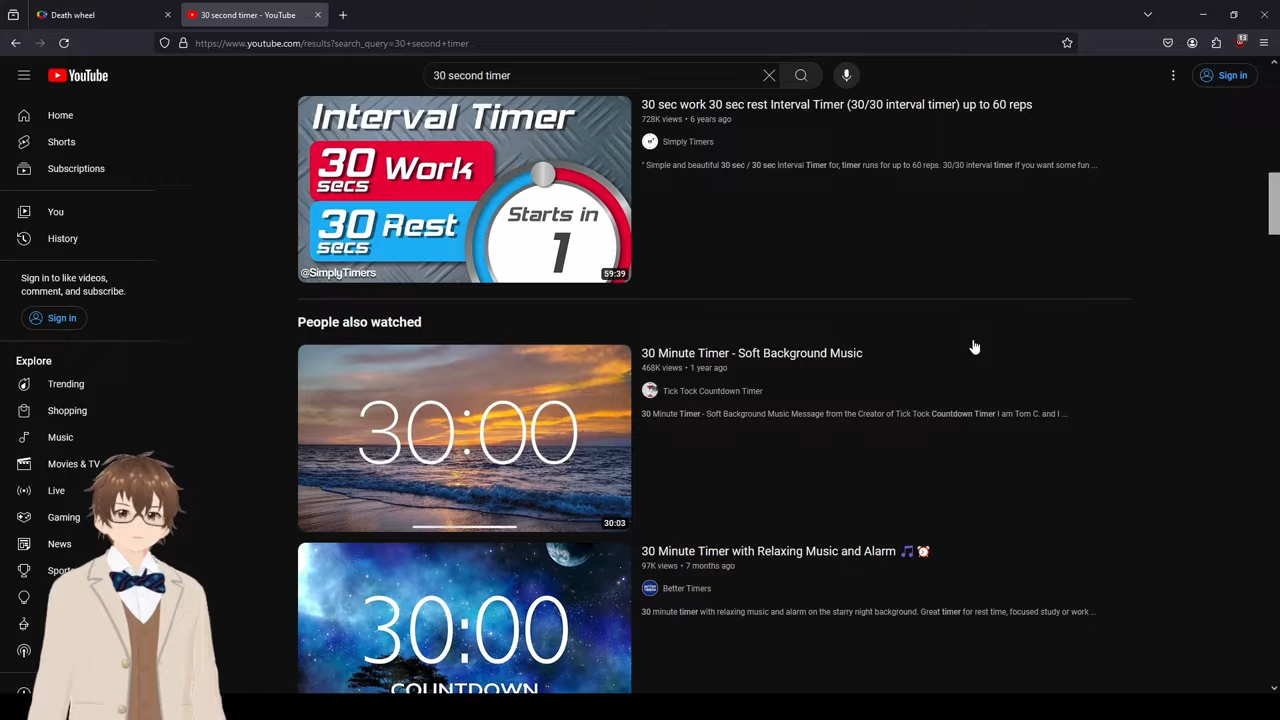 Death wheel
30 second timer - YouTube
https://www.youtube.com/results?search_query=30+second+timer
13
YouTube
30 second timer
Sign in
Home
Shorts
Subscriptions
You
History
Sign in to like videos,
comment, and subscribe.
Sign in
Explore
Trending
Shopping
Music
Movies & TV
Live
Gaming
News
Interval Timer
30 secs Work
30 secs Rest
Starts in
1
@SimplyTimers
59:39
30 sec work 30 sec rest Interval Timer (30/30 interval timer) up to 60 reps
728K views • 6 years ago
Simply Timers
" Simple and beautiful 30 sec / 30 sec Interval Timer for, timer runs for up to 60 reps. 30/30 interval timer If you want some fun ...
People also watched
30:00
30:03
30 Minute Timer - Soft Background Music
468K views • 1 year ago
Tick Tock Countdown Timer
30 Minute Timer - Soft Background Music Message from the Creator of Tick Tock Countdown Timer I am Tom C. and I ...
30:00
COUNTDOWN
30 Minute Timer with Relaxing Music and Alarm 🎵⏰
97K views • 7 months ago
Better Timers
30 minute timer with relaxing music and alarm on the starry night background. Great timer for rest time, focused study or work ...